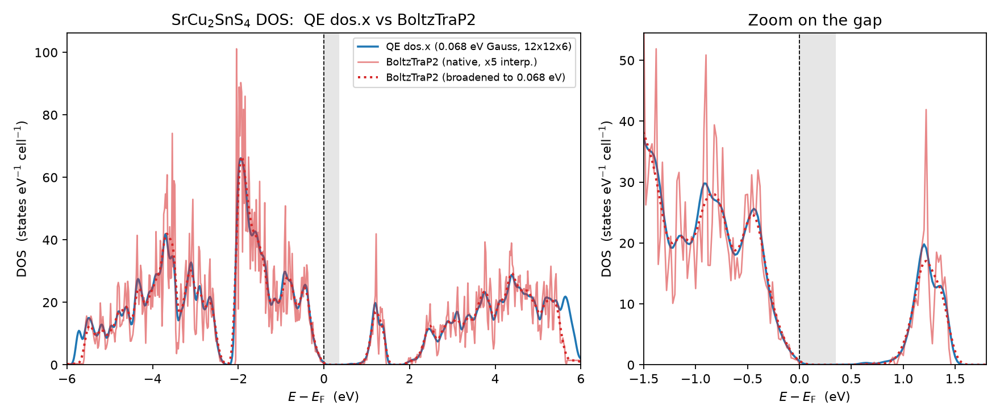 SrCu₂SnS₄ DOS:  QE dos.x vs BoltzTraP2
DOS  (states eV⁻¹ cell⁻¹)
100
80
60
40
20
0
QE dos.x (0.068 eV Gauss, 12x12x6)
BoltzTraP2 (native, x5 interp.)
BoltzTraP2 (broadened to 0.068 eV)
−6 −4 −2 0 2 4 6
E − E_F  (eV)
Zoom on the gap
DOS  (states eV⁻¹ cell⁻¹)
50
40
30
20
10
0
−1.5 −1.0 −0.5 0.0 0.5 1.0 1.5
E − E_F  (eV)